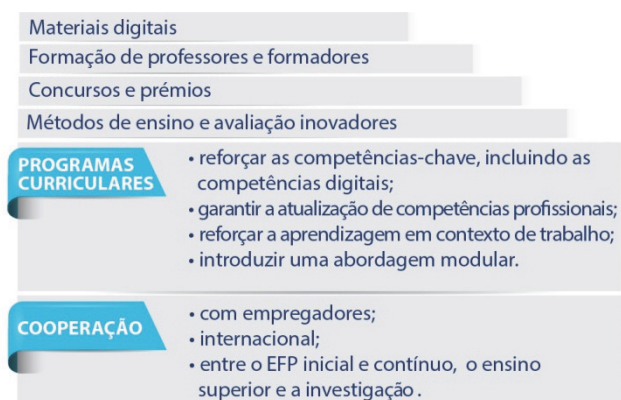 Materiais digitais
Formação de professores e formadores
Concursos e prémios
Métodos de ensino e avaliação inovadores
PROGRAMAS
CURRICULARES
• reforçar as competências-chave, incluindo as
competências digitais;
• garantir a atualização de competências profissionais;
• reforçar a aprendizagem em contexto de trabalho;
• introduzir uma abordagem modular.
COOPERAÇÃO
• com empregadores;
• internacional;
• entre o EFP inicial e contínuo, o ensino
superior e a investigação .